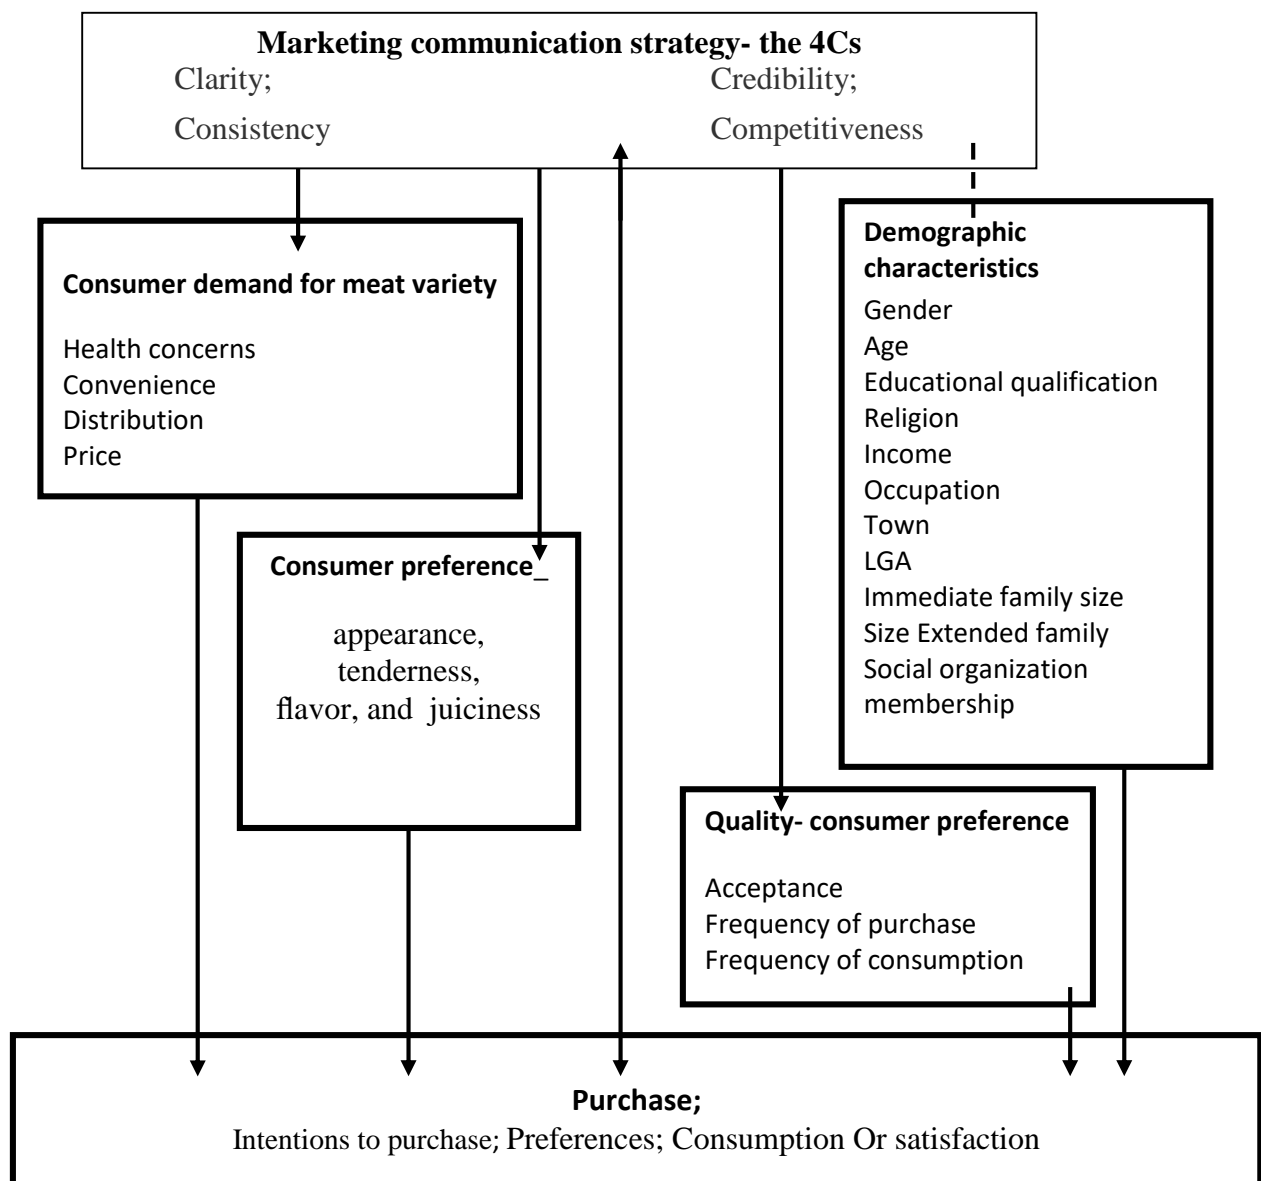 Marketing communication strategy- the 4Cs
Clarity; Credibility;
Consistency Competitiveness
Consumer demand for meat variety
Health concerns
Convenience
Distribution
Price
Consumer preference_
appearance,
tenderness,
flavor, and juiciness
Demographic
characteristics
Gender
Age
Educational qualification
Religion
Income
Occupation
Town
LGA
Immediate family size
Size Extended family
Social organization
membership
Quality- consumer preference
Acceptance
Frequency of purchase
Frequency of consumption
Purchase;
Intentions to purchase; Preferences; Consumption Or satisfaction